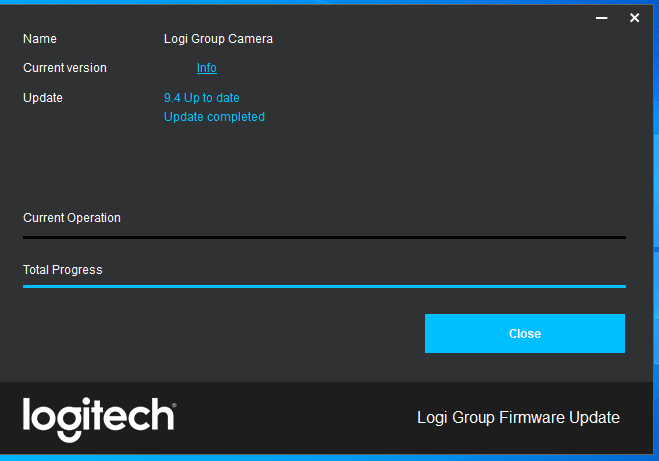 Name Logi Group Camera
Current version Info
Update 9.4 Up to date
Update completed
Current Operation
Total Progress
Close
logitech® Logi Group Firmware Update